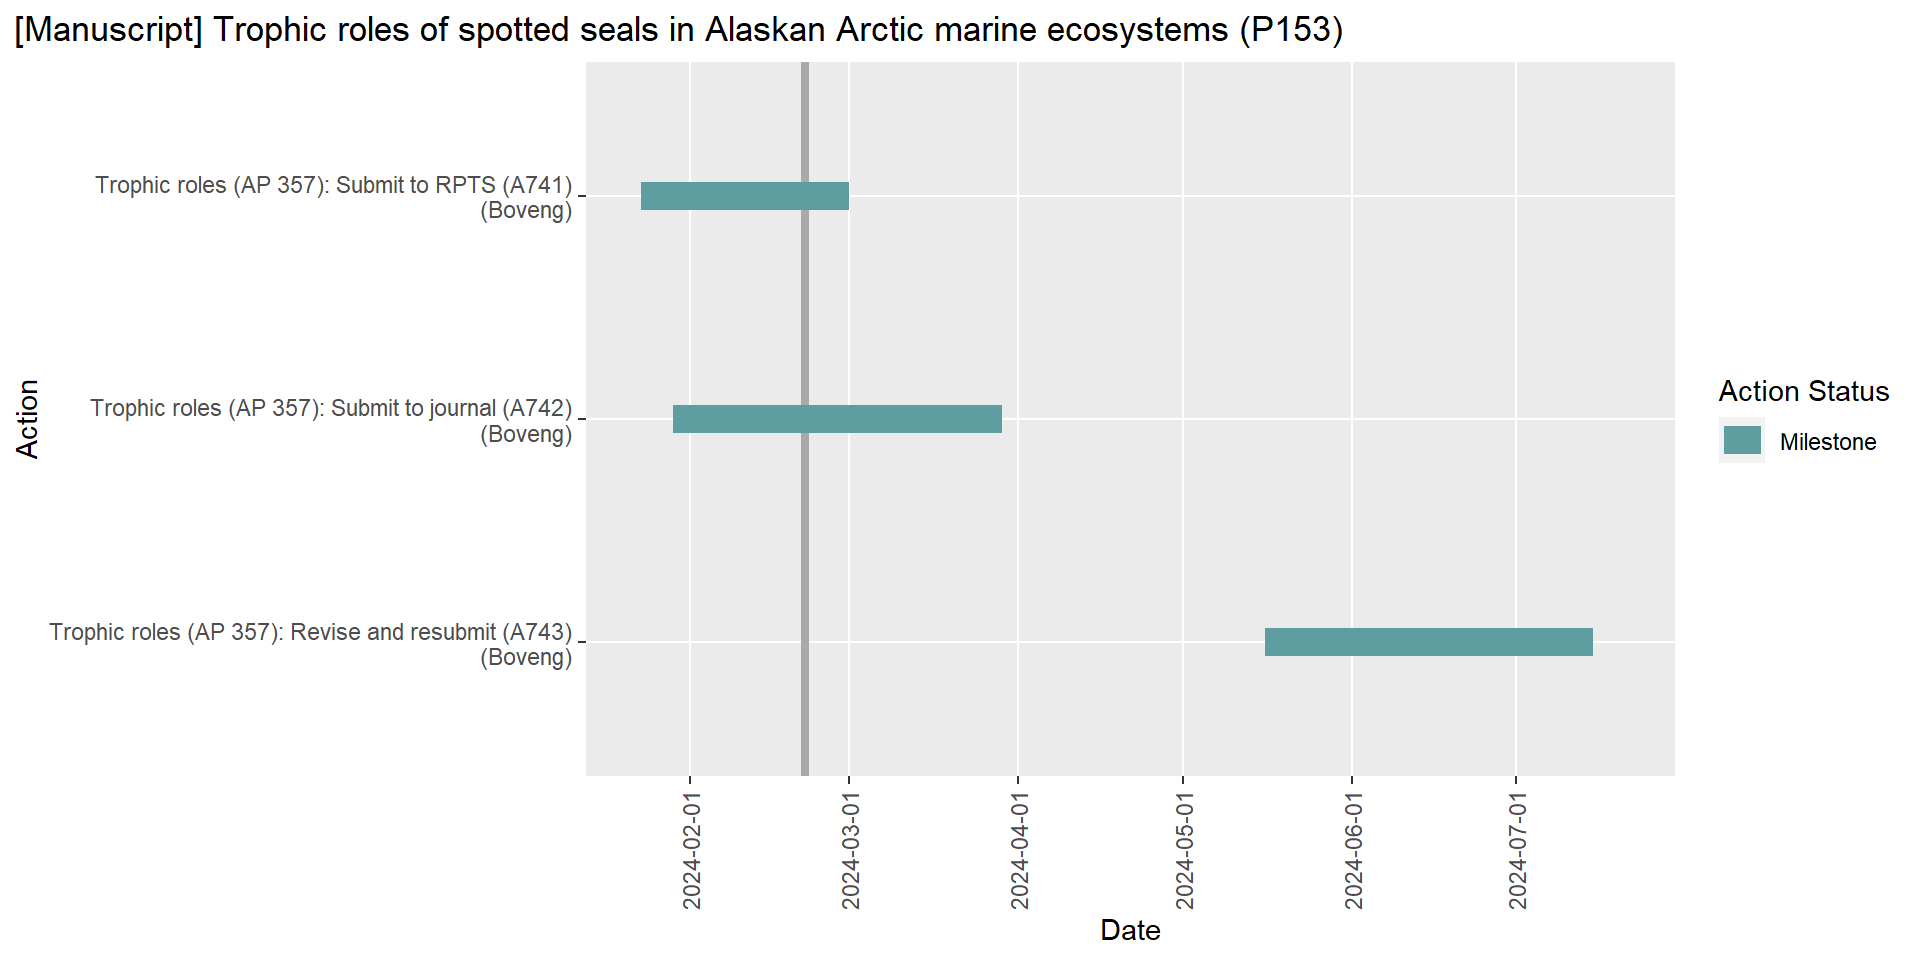 [Manuscript] Trophic roles of spotted seals in Alaskan Arctic marine ecosystems (P153)
Action
Trophic roles (AP 357): Submit to RPTS (A741)
(Boveng)
Trophic roles (AP 357): Submit to journal (A742)
(Boveng)
Trophic roles (AP 357): Revise and resubmit (A743)
(Boveng)
2024-02-01
2024-03-01
2024-04-01
2024-05-01
2024-06-01
2024-07-01
Date
Action Status
Milestone